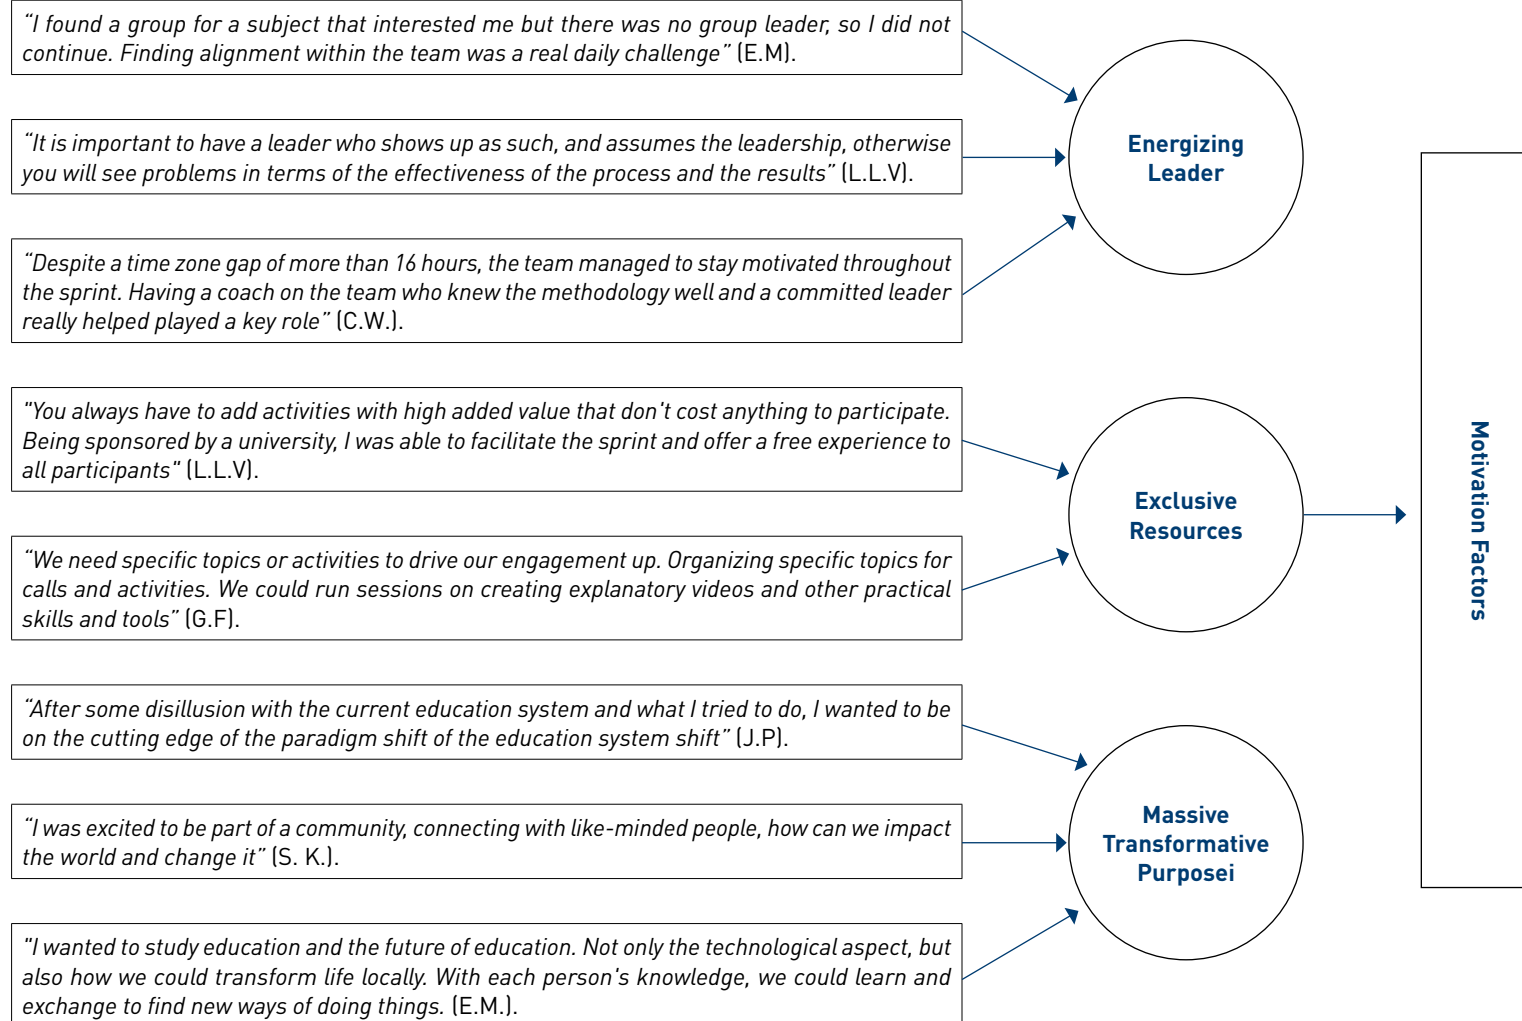 “I found a group for a subject that interested me but there was no group leader, so I did not
continue. Finding alignment within the team was a real daily challenge” (E.M).
“It is important to have a leader who shows up as such, and assumes the leadership, otherwise
you will see problems in terms of the effectiveness of the process and the results” (L.L.V).
“Despite a time zone gap of more than 16 hours, the team managed to stay motivated throughout
the sprint. Having a coach on the team who knew the methodology well and a committed leader
really helped played a key role” (C.W.).
Energizing
Leader
"You always have to add activities with high added value that don't cost anything to participate.
Being sponsored by a university, I was able to facilitate the sprint and offer a free experience to
all participants" (L.L.V).
“We need specific topics or activities to drive our engagement up. Organizing specific topics for
calls and activities. We could run sessions on creating explanatory videos and other practical
skills and tools” (G.F).
Exclusive
Resources
“After some disillusion with the current education system and what I tried to do, I wanted to be
on the cutting edge of the paradigm shift of the education system shift” (J.P).
“I was excited to be part of a community, connecting with like-minded people, how can we impact
the world and change it” (S. K.).
"I wanted to study education and the future of education. Not only the technological aspect, but
also how we could transform life locally. With each person's knowledge, we could learn and
exchange to find new ways of doing things. (E.M.).
Massive
Transformative
Purposei
Motivation Factors